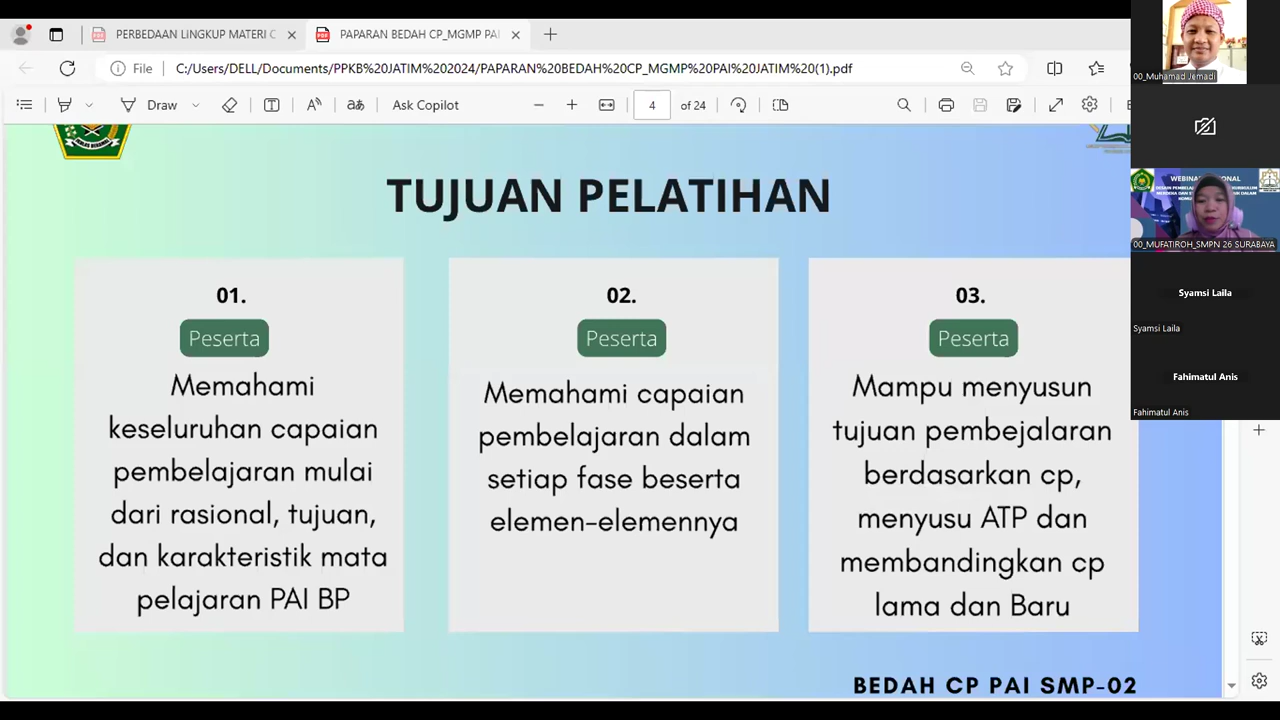 PERBEDAAN LINGKUP MATERI C
PAPARAN BEDAH CP_MGMP PAI
File
C:/Users/DELL/Documents/PPKB%20JATIM%202024/PAPARAN%20BEDAH%20CP_MGMP%20PAI%20JATIM%20(1).pdf
Draw
Ask Copilot
4
of 24
TUJUAN PELATIHAN
01.
Peserta
Memahami
keseluruhan capaian
pembelajaran mulai
dari rasional, tujuan,
dan karakteristik mata
pelajaran PAI BP
02.
Peserta
Memahami capaian
pembelajaran dalam
setiap fase beserta
elemen-elemennya
03.
Peserta
Mampu menyusun
tujuan pembejalaran
berdasarkan cp,
menyusu ATP dan
membandingkan cp
lama dan Baru
BEDAH CP PAI SMP-02
00_Muhamad Jemadi
00_MUFATIROH_SMPN 26 SURABAYA
Syamsi Laila
Syamsi Laila
Fahimatul Anis
Fahimatul Anis